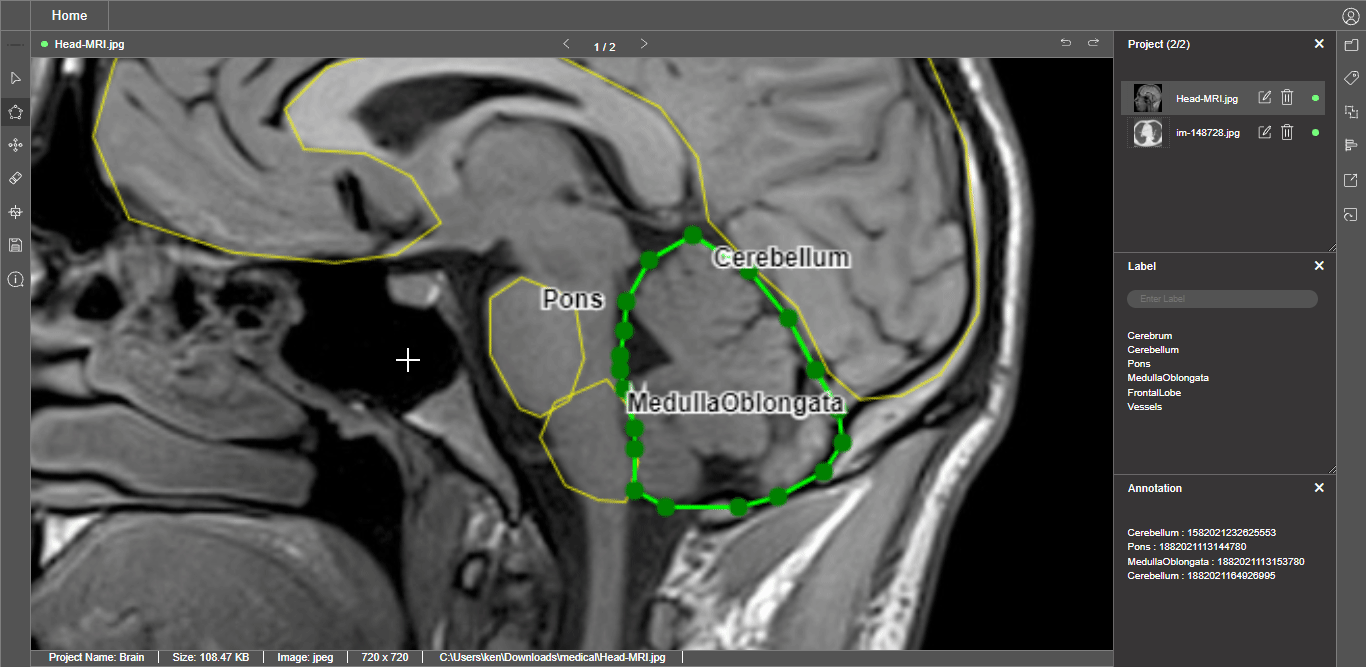 Home
Head-MRI.jpg
1 / 2
Project (2/2)
Head-MRI.jpg
im-148728.jpg
Cerebellum
Pons
MedullaOblongata
Label
Enter Label
Cerebrum
Cerebellum
Pons
MedullaOblongata
FrontalLobe
Vessels
Annotation
Cerebellum : 1582021232625553
Pons : 1882021113144780
MedullaOblongata : 1882021113153780
Cerebellum : 1882021164926995
Project Name: Brain
Size: 108.47 KB
Image: jpeg
720 x 720
C:\Users\ken\Downloads\medical\Head-MRI.jpg